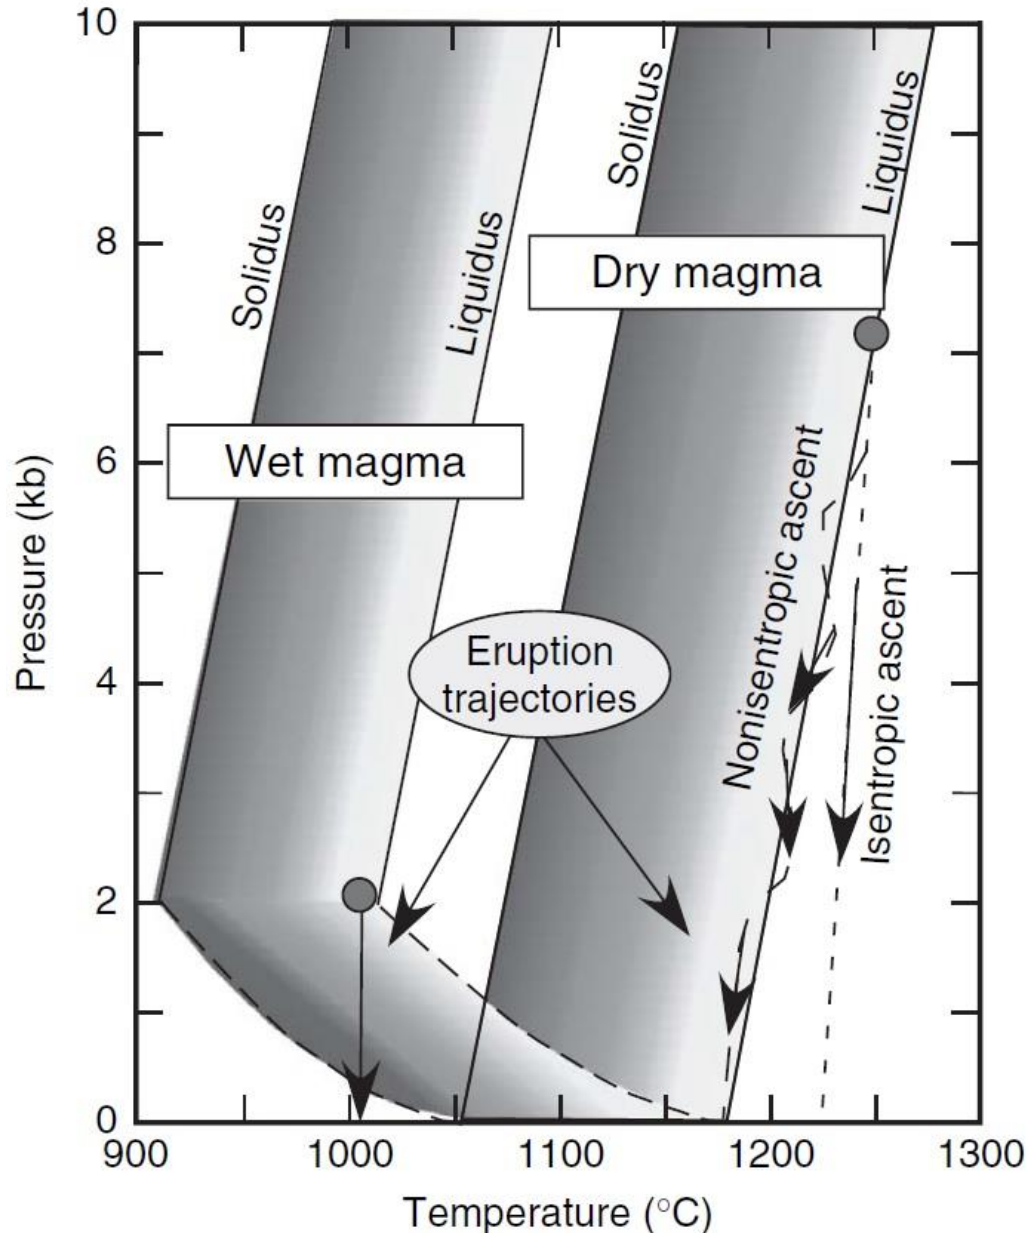 10
8
6
4
2
0
Pressure (kb)
Solidus
Liquidus
Solidus
Liquidus
Dry magma
Wet magma
Eruption
trajectories
Nonisentropic ascent
Isentropic ascent
900
1000
1100
1200
1300
Temperature (°C)